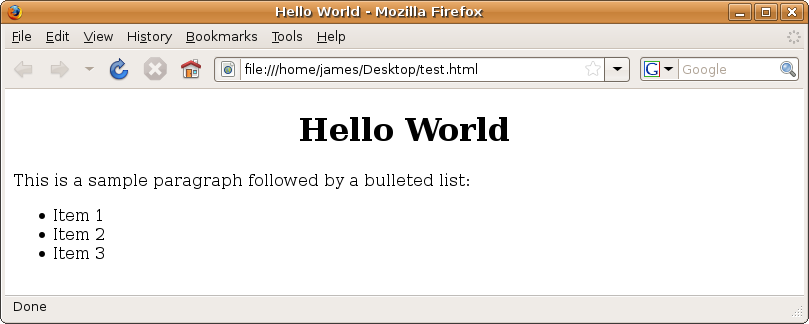 Hello World - Mozilla Firefox
File Edit View History Bookmarks Tools Help
file:///home/james/Desktop/test.html G Google
Hello World
This is a sample paragraph followed by a bulleted list:
• Item 1
• Item 2
• Item 3
Done